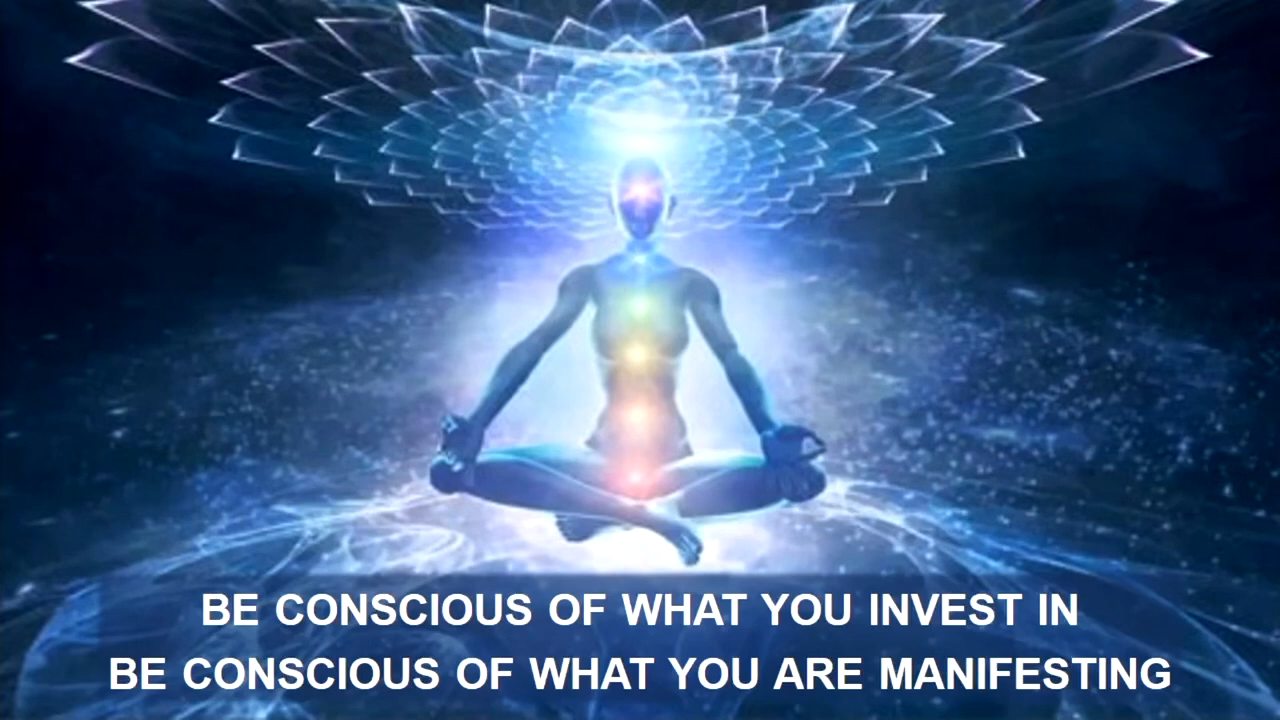 BE CONSCIOUS OF WHAT YOU INVEST IN
BE CONSCIOUS OF WHAT YOU ARE MANIFESTING